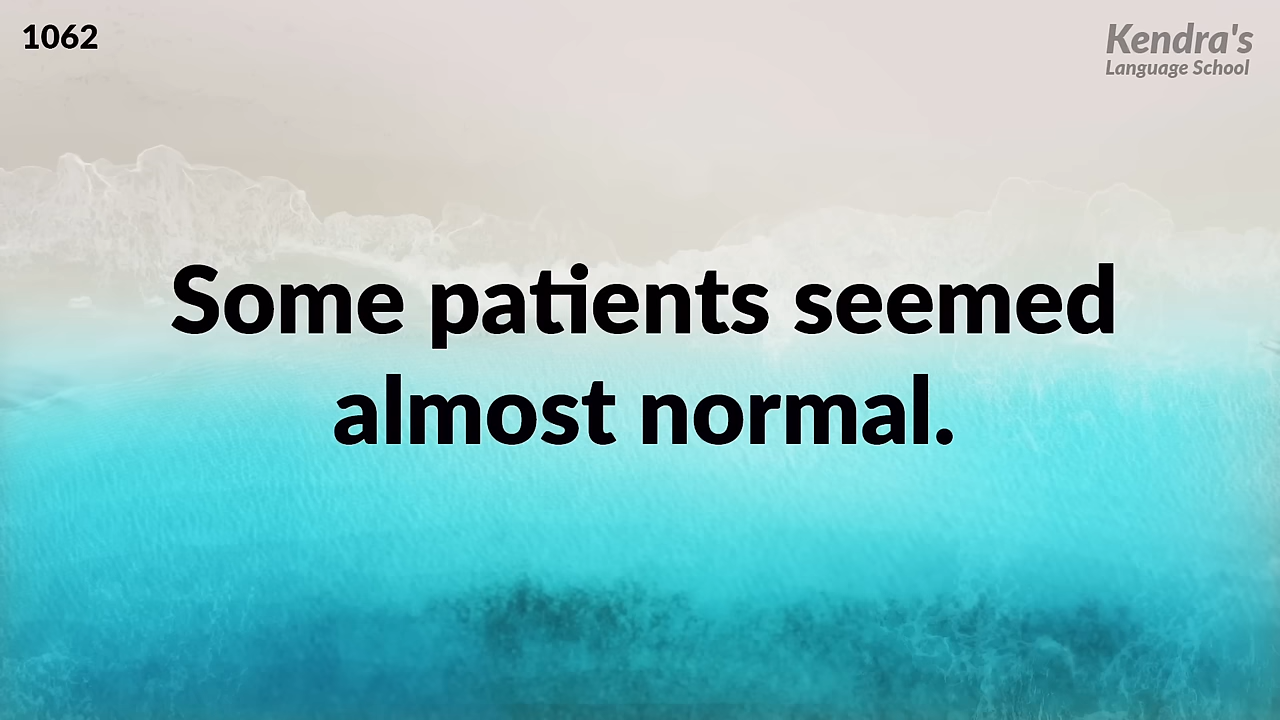 1062
Kendra's
Language School
Some patients seemed
almost normal.